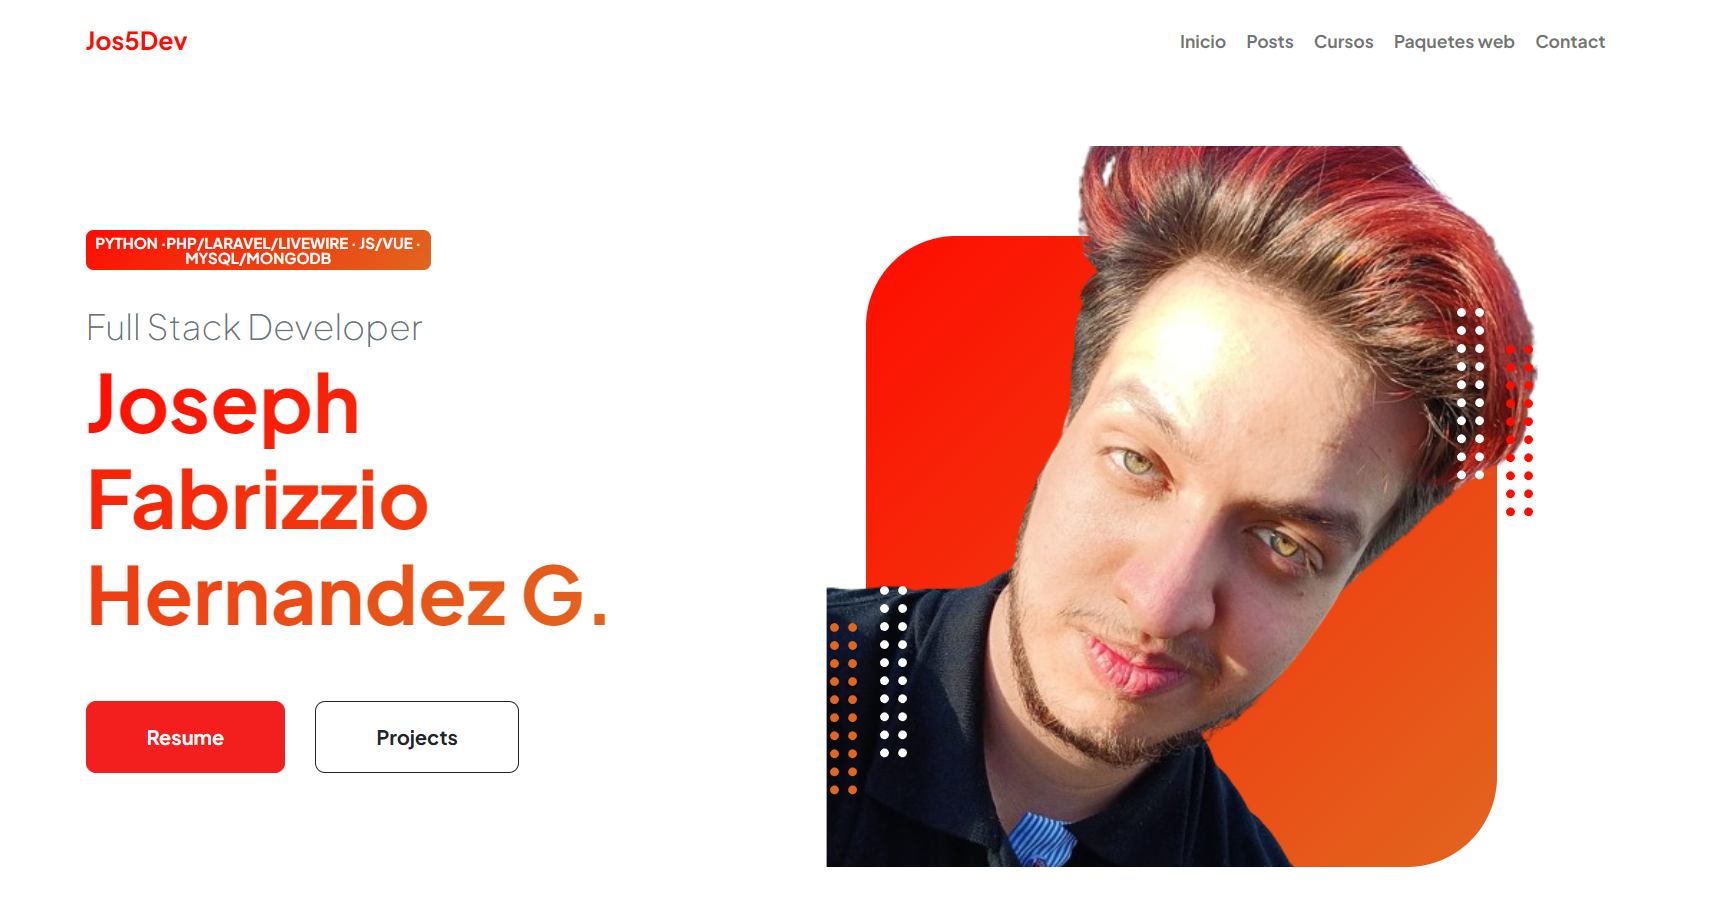 Jos5Dev
Inicio Posts Cursos Paquetes web Contact
PYTHON ·PHP/LARAVEL/LIVEWIRE · JS/VUE ·
MYSQL/MONGODB
Full Stack Developer
Joseph
Fabrizzio
Hernandez G.
Resume Projects